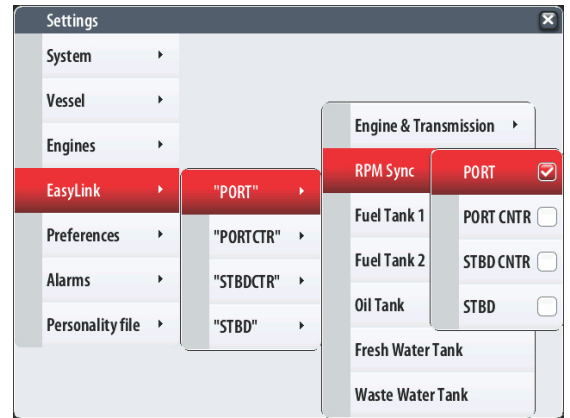 Settings
System
Vessel
Engines
EasyLink
Preferences
Alarms
Personality file
"PORT"
"PORTCTR"
"STBDCTR"
"STBD"
Engine & Transmission
RPM Sync
Fuel Tank 1
Fuel Tank 2
Oil Tank
Fresh Water Tank
Waste Water Tank
PORT
PORT CNTR
STBD CNTR
STBD